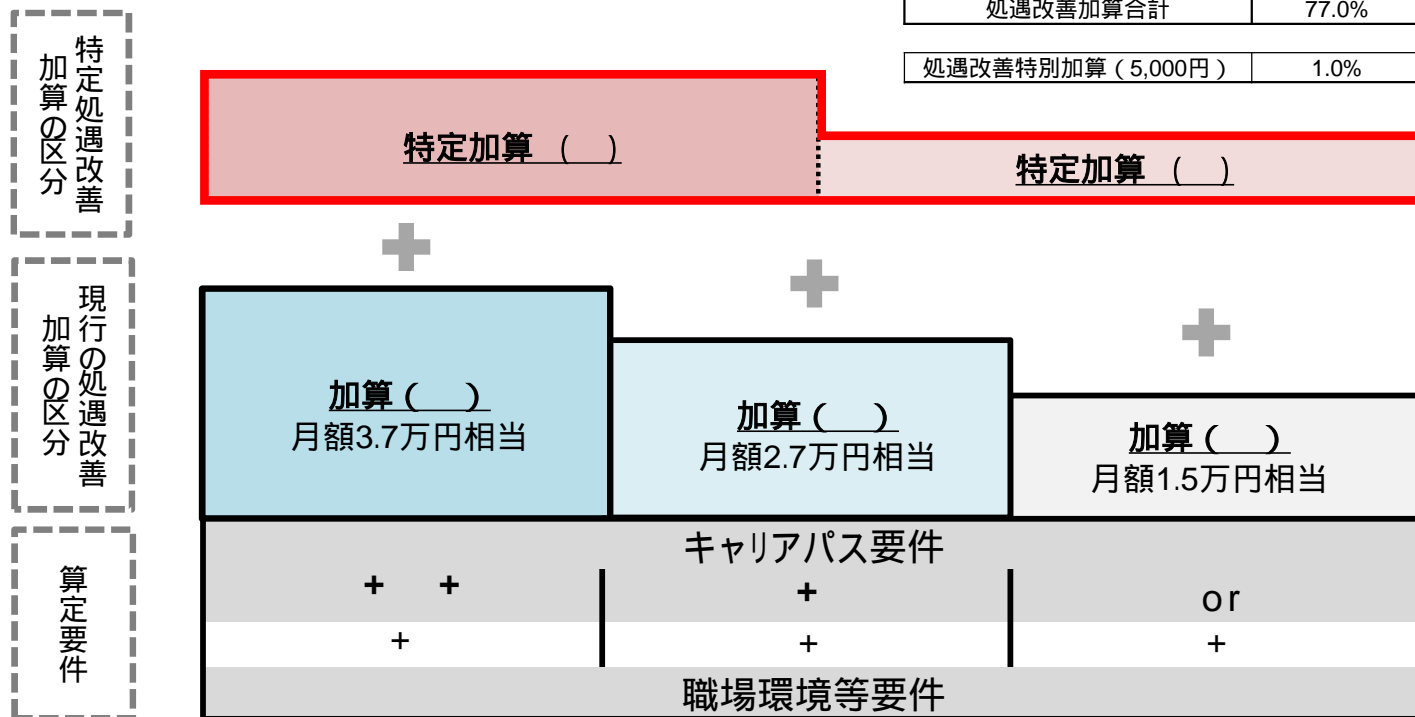 処遇改善加算合計 77.0%
処遇改善特別加算（5,000円） 1.0%
特定処遇改善
加算の区分
特定加算 （　）
特定加算 （　）
現行の処遇改善
加算の区分
加算（　）
月額3.7万円相当
加算（　）
月額2.7万円相当
加算（　）
月額1.5万円相当
算定要件
キャリアパス要件
+ +
+
or
+
+
+
職場環境等要件